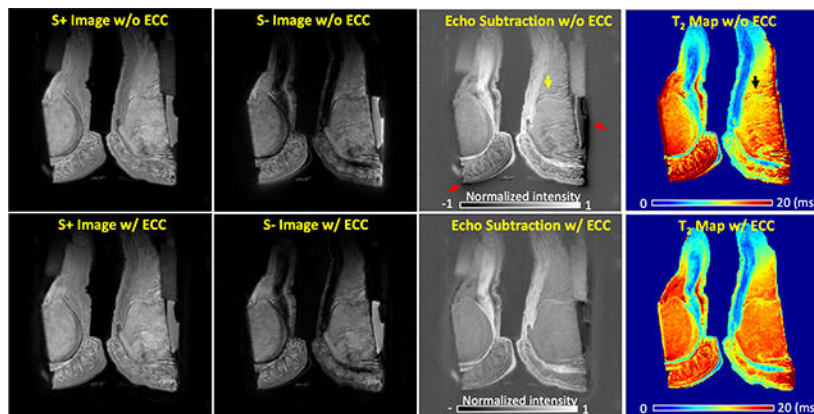 S+ Image w/o ECC
S- Image w/o ECC
Echo Subtraction w/o ECC
T₂ Map w/o ECC
Normalized intensity
-1 1
0 20 (ms
S+ Image w/ ECC
S- Image w/ ECC
Echo Subtraction w/ ECC
T₂ Map w/ ECC
Normalized intensity
-1 1
0 20 (ms